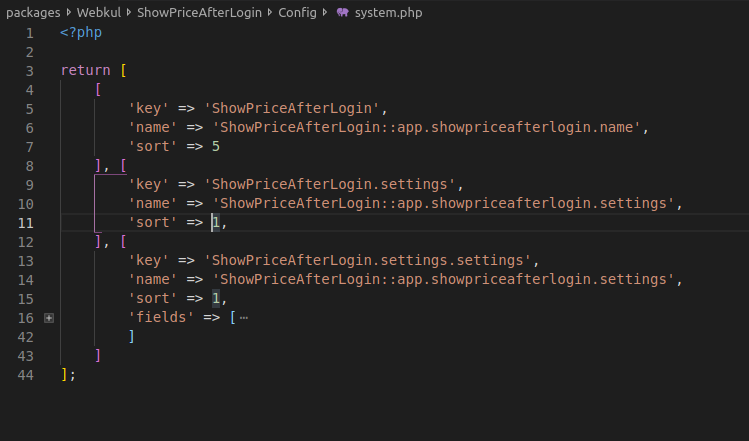 packages > Webkul > ShowPriceAfterLogin > Config > system.php
1 <?php
2
3 return [
4     [
5         'key' => 'ShowPriceAfterLogin',
6         'name' => 'ShowPriceAfterLogin::app.showpriceafterlogin.name',
7         'sort' => 5
8     ], [
9         'key' => 'ShowPriceAfterLogin.settings',
10         'name' => 'ShowPriceAfterLogin::app.showpriceafterlogin.settings',
11         'sort' => 1,
12     ], [
13         'key' => 'ShowPriceAfterLogin.settings.settings',
14         'name' => 'ShowPriceAfterLogin::app.showpriceafterlogin.settings',
15         'sort' => 1,
16         'fields' => [⋯
42         ]
43     ]
44 ];